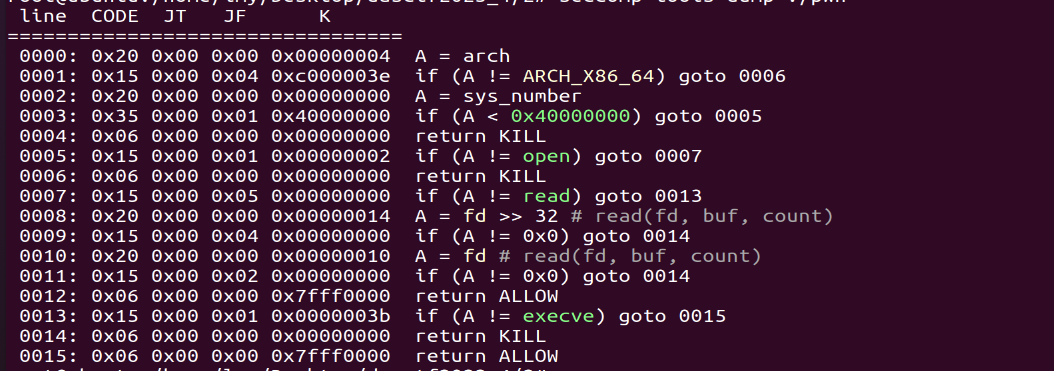 line CODE JT JF K
=================================
0000: 0x20 0x00 0x00 0x00000004 A = arch
0001: 0x15 0x00 0x04 0xc000003e if (A != ARCH_X86_64) goto 0006
0002: 0x20 0x00 0x00 0x00000000 A = sys_number
0003: 0x35 0x00 0x01 0x40000000 if (A < 0x40000000) goto 0005
0004: 0x06 0x00 0x00 0x00000000 return KILL
0005: 0x15 0x00 0x01 0x00000002 if (A != open) goto 0007
0006: 0x06 0x00 0x00 0x00000000 return KILL
0007: 0x15 0x00 0x05 0x00000000 if (A != read) goto 0013
0008: 0x20 0x00 0x00 0x00000014 A = fd >> 32 # read(fd, buf, count)
0009: 0x15 0x00 0x04 0x00000000 if (A != 0x0) goto 0014
0010: 0x20 0x00 0x00 0x00000010 A = fd # read(fd, buf, count)
0011: 0x15 0x00 0x02 0x00000000 if (A != 0x0) goto 0014
0012: 0x06 0x00 0x00 0x7fff0000 return ALLOW
0013: 0x15 0x00 0x01 0x0000003b if (A != execve) goto 0015
0014: 0x06 0x00 0x00 0x00000000 return KILL
0015: 0x06 0x00 0x00 0x7fff0000 return ALLOW